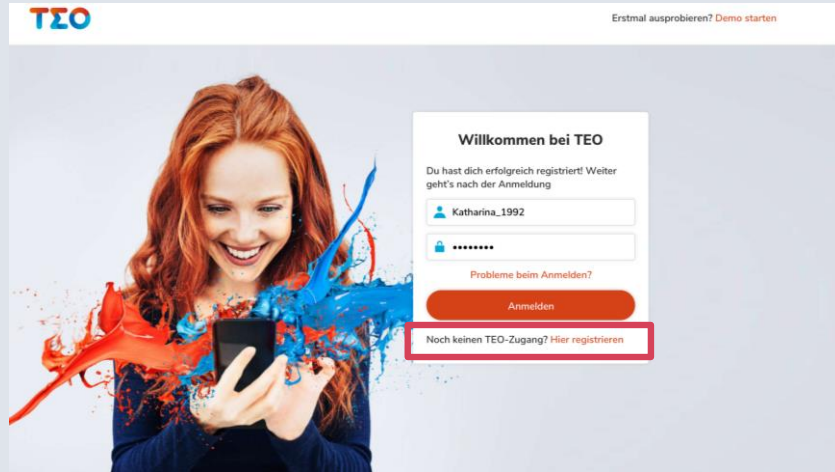 TΣO
Erstmal ausprobieren? Demo starten
Willkommen bei TEO
Du hast dich erfolgreich registriert! Weiter
geht's nach der Anmeldung
Katharina_1992
••••••••
Probleme beim Anmelden?
Anmelden
Noch keinen TEO-Zugang? Hier registrieren